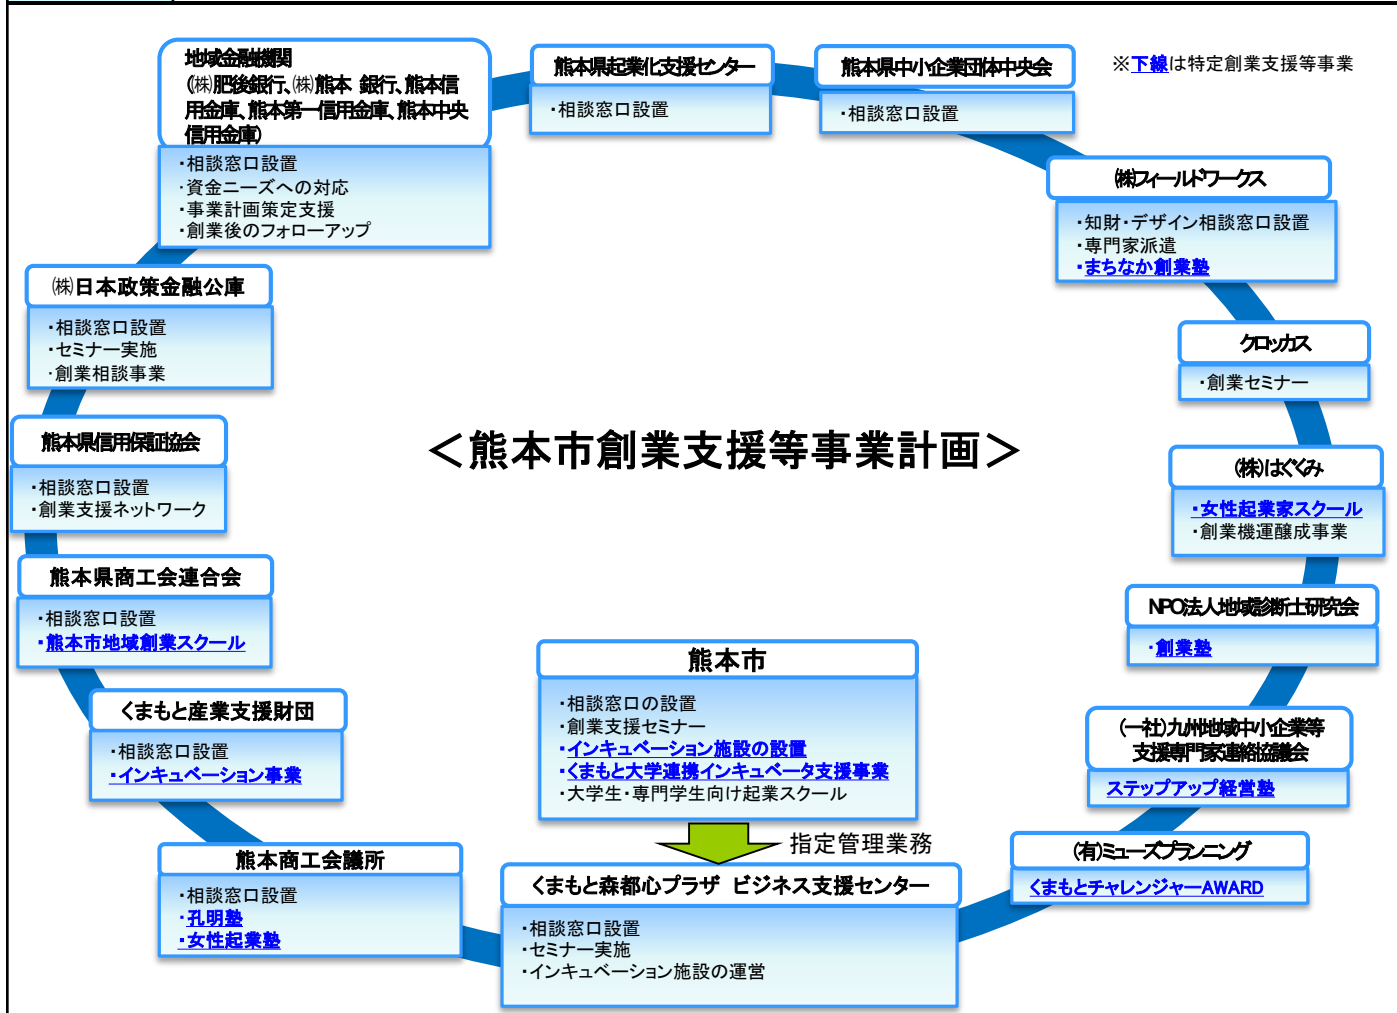 地域金融機関
(㈱肥後銀行、㈱熊本 銀行、熊本信
用金庫、熊本第一信用金庫、熊本中央
信用金庫)
・相談窓口設置
・資金ニーズへの対応
・事業計画策定支援
・創業後のフォローアップ
熊本県起業化支援センター
・相談窓口設置
熊本県中小企業団体中央会
・相談窓口設置
※下線は特定創業支援等事業
㈱フィールドワークス
・知財・デザイン相談窓口設置
・専門家派遣
・まちなか創業塾
㈱日本政策金融公庫
・相談窓口設置
・セミナー実施
・創業相談事業
クロッカス
・創業セミナー
熊本県信用保証協会
・相談窓口設置
・創業支援ネットワーク
＜熊本市創業支援等事業計画＞
(株)はぐくみ
・女性起業家スクール
・創業機運醸成事業
熊本県商工会連合会
・相談窓口設置
・熊本市地域創業スクール
NPO法人地域診断士研究会
・創業塾
熊本市
・相談窓口の設置
・創業支援セミナー
・インキュベーション施設の設置
・くまもと大学連携インキュベータ支援事業
・大学生・専門学生向け起業スクール
くまもと産業支援財団
・相談窓口設置
・インキュベーション事業
(一社)九州地域中小企業等
支援専門家連絡協議会
ステップアップ経営塾
指定管理業務
熊本商工会議所
・相談窓口設置
・孔明塾
・女性起業塾
くまもと森都心プラザ ビジネス支援センター
・相談窓口設置
・セミナー実施
・インキュベーション施設の運営
(有)ミューズプランニング
くまもとチャレンジャーAWARD